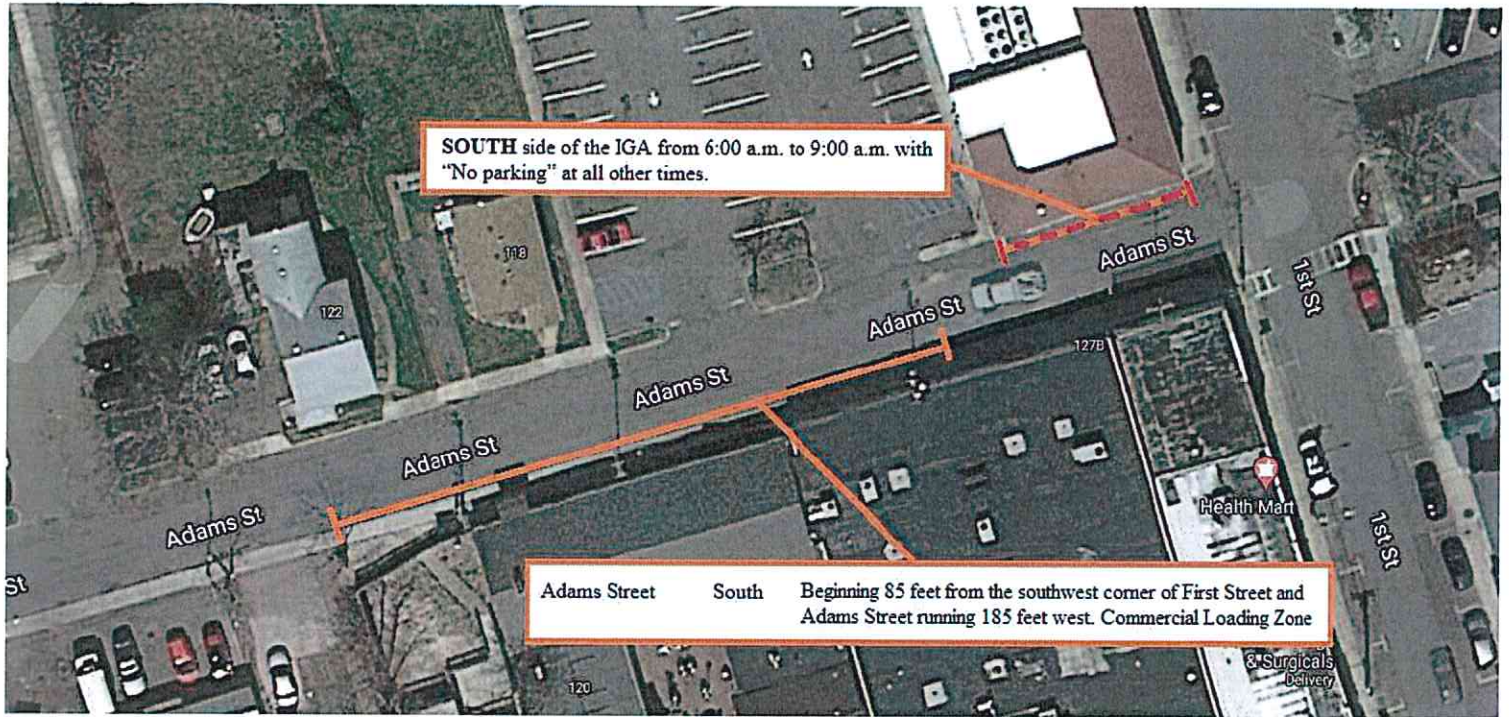 SOUTH side of the IGA from 6:00 a.m. to 9:00 a.m. with
“No parking” at all other times.
118
122
Adams St
1st St
Adams St
127B
Adams St
Adams St
Adams St
St
Health Mart
1st St
Adams Street South Beginning 85 feet from the southwest corner of First Street and
Adams Street running 185 feet west. Commercial Loading Zone
& Surgicals
Delivery
120